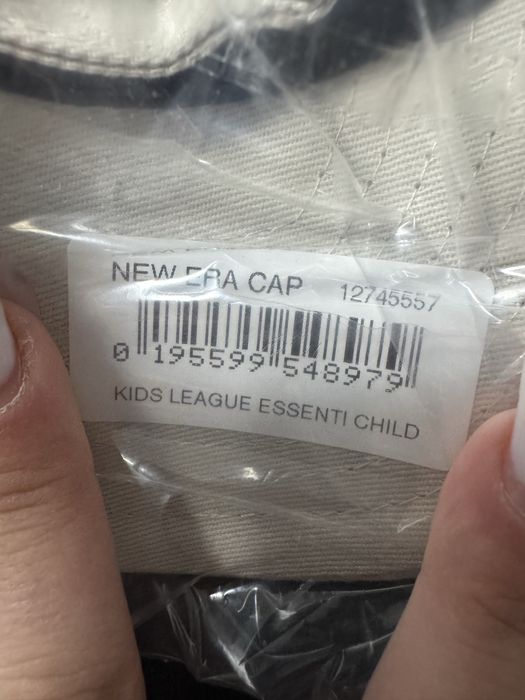 NEW ERA CAP 12745557
0 195599 548979
KIDS LEAGUE ESSENTI CHILD